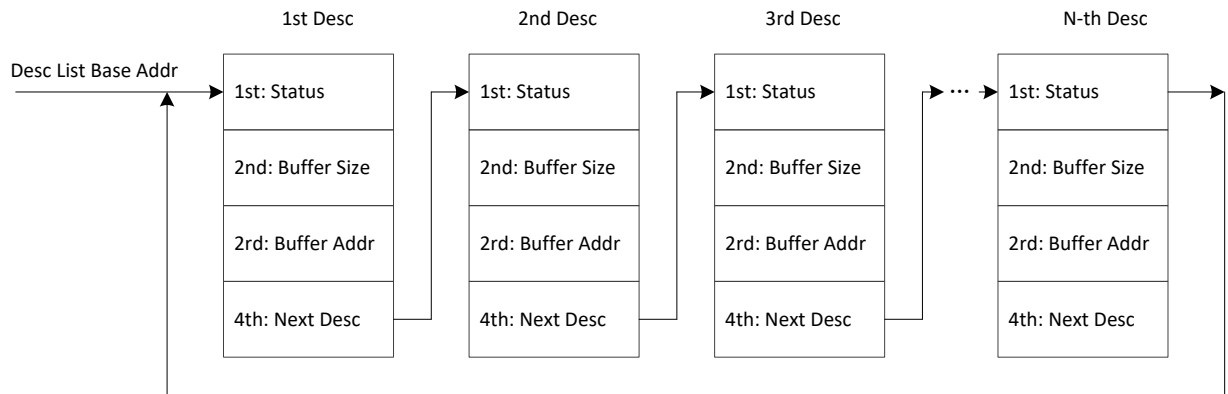 1st Desc
2nd Desc
3rd Desc
N-th Desc
Desc List Base Addr
1st: Status
1st: Status
1st: Status
...
1st: Status
2nd: Buffer Size
2nd: Buffer Size
2nd: Buffer Size
2nd: Buffer Size
2rd: Buffer Addr
2rd: Buffer Addr
2rd: Buffer Addr
2rd: Buffer Addr
4th: Next Desc
4th: Next Desc
4th: Next Desc
4th: Next Desc